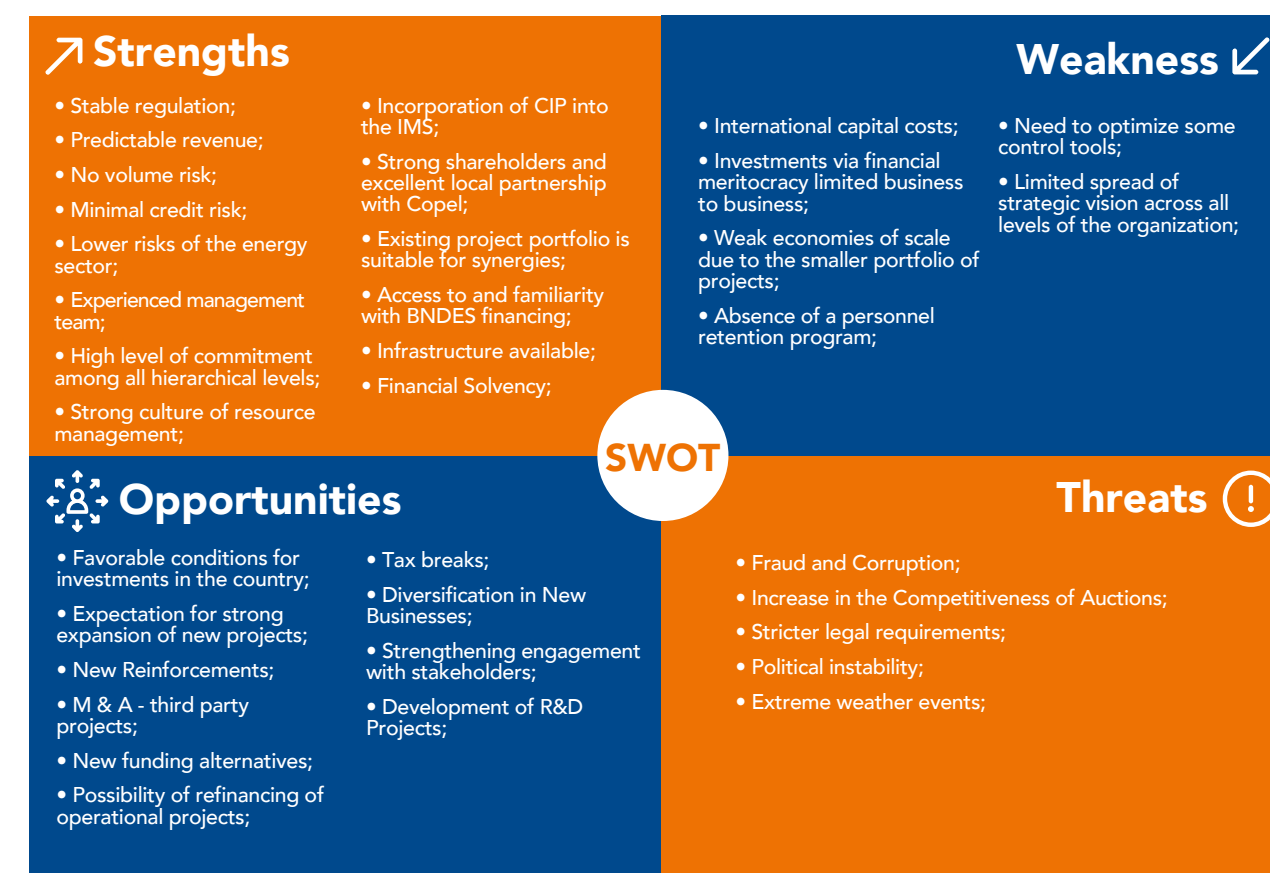 Strengths
• Stable regulation;
• Predictable revenue;
• No volume risk;
• Minimal credit risk;
• Lower risks of the energy
sector;
• Experienced management
team;
• High level of commitment
among all hierarchical levels;
• Strong culture of resource
management;
• Incorporation of CIP into
the IMS;
• Strong shareholders and
excellent local partnership
with Copel;
• Existing project portfolio is
suitable for synergies;
• Access to and familiarity
with BNDES financing;
• Infrastructure available;
• Financial Solvency;
Weakness
• International capital costs;
• Investments via financial
meritocracy limited business
to business;
• Weak economies of scale
due to the smaller portfolio of
projects;
• Absence of a personnel
retention program;
• Need to optimize some
control tools;
• Limited spread of
strategic vision across all
levels of the organization;
SWOT
Opportunities
• Favorable conditions for
investments in the country;
• Expectation for strong
expansion of new projects;
• New Reinforcements;
• M & A - third party
projects;
• New funding alternatives;
• Possibility of refinancing of
operational projects;
• Tax breaks;
• Diversification in New
Businesses;
• Strengthening engagement
with stakeholders;
• Development of R&D
Projects;
Threats
• Fraud and Corruption;
• Increase in the Competitiveness of Auctions;
• Stricter legal requirements;
• Political instability;
• Extreme weather events;